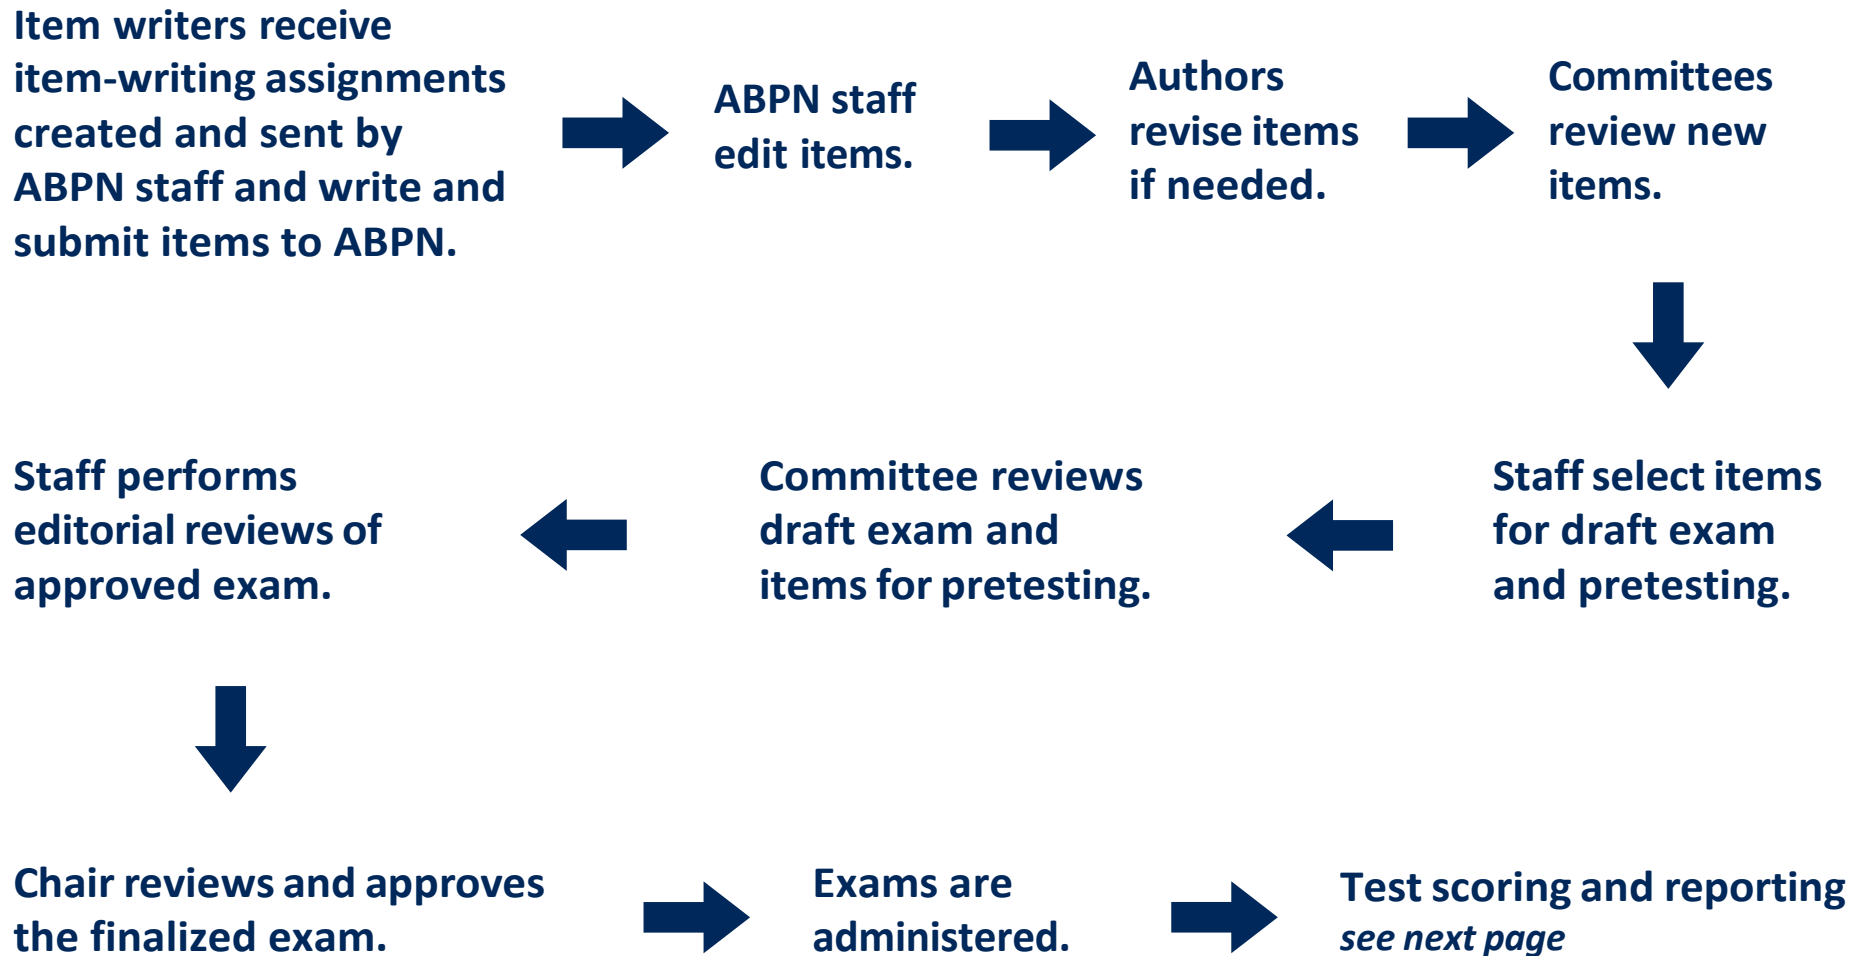 Item writers receive
item-writing assignments
created and sent by
ABPN staff and write and
submit items to ABPN.
ABPN staff
edit items.
Authors
revise items
if needed.
Committees
review new
items.
Staff select items
for draft exam
and pretesting.
Committee reviews
draft exam and
items for pretesting.
Staff performs
editorial reviews of
approved exam.
Chair reviews and approves
the finalized exam.
Exams are
administered.
Test scoring and reporting
see next page